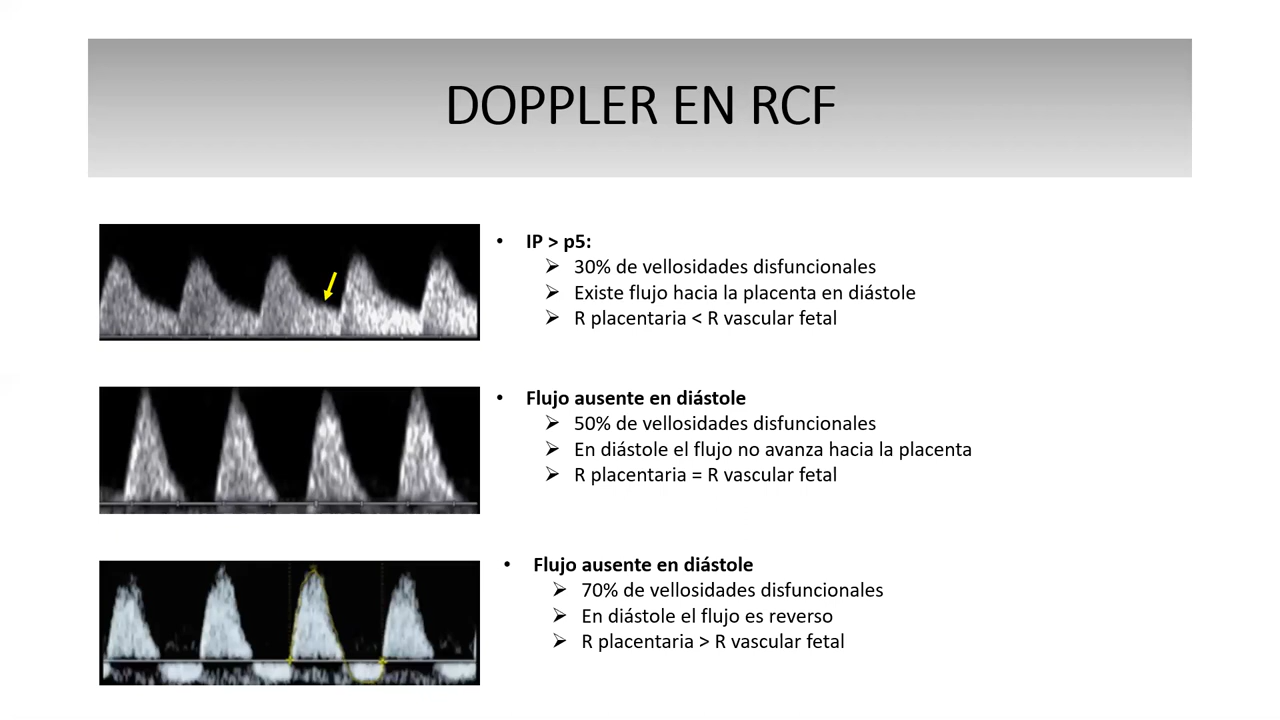 DOPPLER EN RCF
• IP > p5:
➢ 30% de vellosidades disfuncionales
➢ Existe flujo hacia la placenta en diástole
➢ R placentaria < R vascular fetal
• Flujo ausente en diástole
➢ 50% de vellosidades disfuncionales
➢ En diástole el flujo no avanza hacia la placenta
➢ R placentaria = R vascular fetal
• Flujo ausente en diástole
➢ 70% de vellosidades disfuncionales
➢ En diástole el flujo es reverso
➢ R placentaria > R vascular fetal